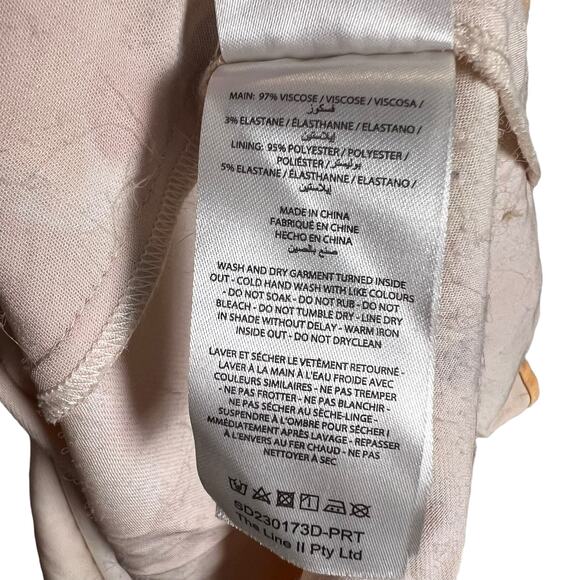 MAIN: 97% VISCOSE / VISCOSE / VISCOSA /
فسكوز
3% ELASTANE / ÉLASTHANNE / ELASTANO /
إيلاستين
LINING: 95% POLYESTER / POLYESTER /
POLIÉSTER / بوليستر
5% ELASTANE / ÉLASTHANNE / ELASTANO /
إيلاستين
MADE IN CHINA
FABRIQUÉ EN CHINE
HECHO EN CHINA
صنع بالصين
WASH AND DRY GARMENT TURNED INSIDE
OUT - COLD HAND WASH WITH LIKE COLOURS
- DO NOT SOAK - DO NOT RUB - DO NOT
BLEACH - DO NOT TUMBLE DRY - LINE DRY
IN SHADE WITHOUT DELAY - WARM IRON
INSIDE OUT - DO NOT DRYCLEAN
LAVER ET SÉCHER LE VETÊMENT RETOURNÉ -
LAVER À LA MAIN À L'EAU FROIDE AVEC
COULEURS SIMILAIRES - NE PAS TREMPER
- NE PAS FROTTER - NE PAS BLANCHIR -
NE PAS SÉCHER AU SÈCHE-LINGE -
SUSPENDRE À L'OMBRE POUR SÉCHER I
MMÉDIATEMENT APRÈS LAVAGE - REPASSER
À L'ENVERS AU FER CHAUD - NE PAS
NETTOYER À SEC
SD230173D-PRT
The Line II Pty Ltd